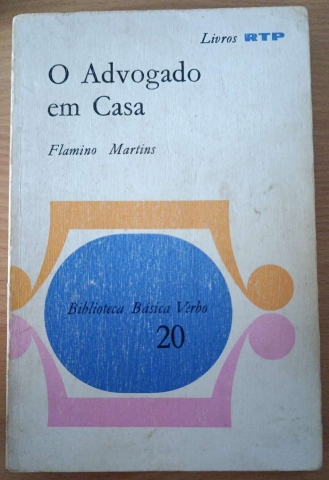 Livros RTP
O Advogado
em Casa
Flamino Martins
Biblioteca Básica Verbo
20